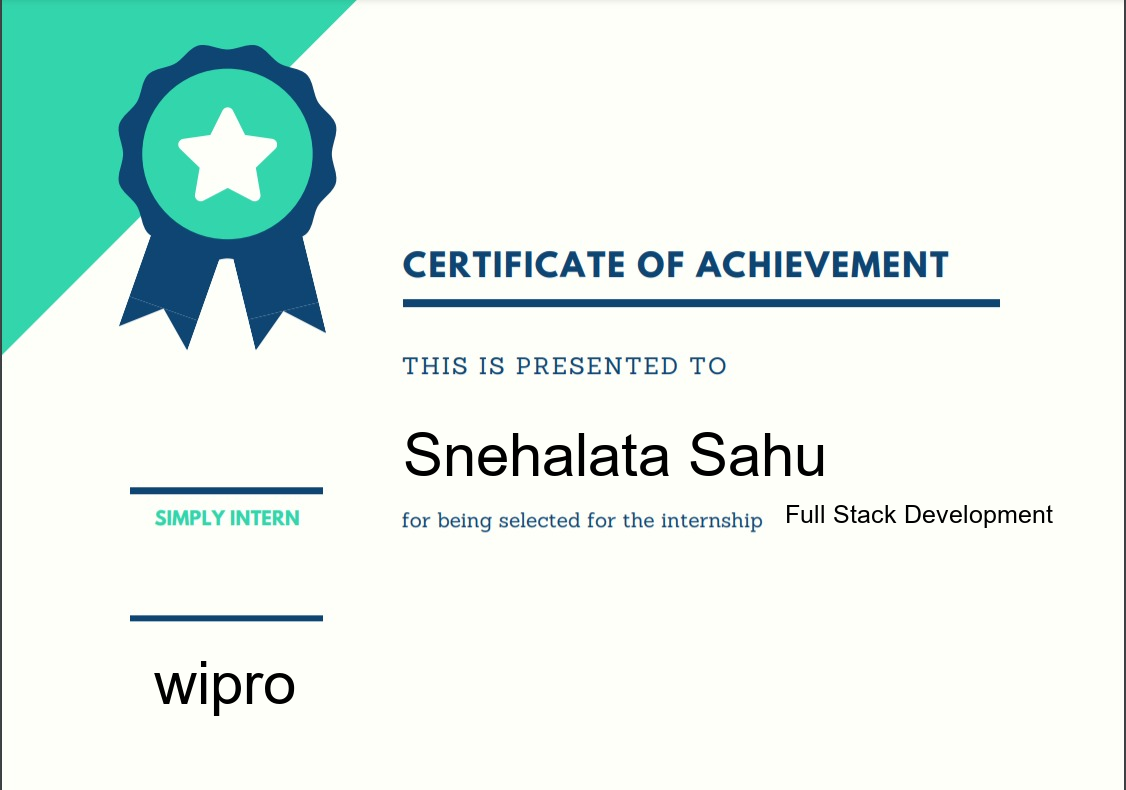 CERTIFICATE OF ACHIEVEMENT
THIS IS PRESENTED TO
Snehalata Sahu
for being selected for the internship Full Stack Development
SIMPLY INTERN
wipro